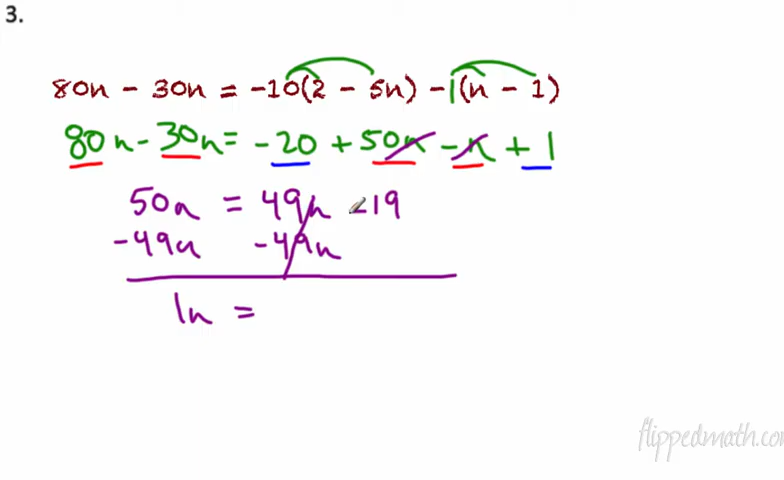 3.
80n - 30n = -10(2 - 5n) -1(n - 1)
80n - 30n = -20 + 50n - n + 1
50n = 49n -19
-49n -49n
1n =
flippedmath.com